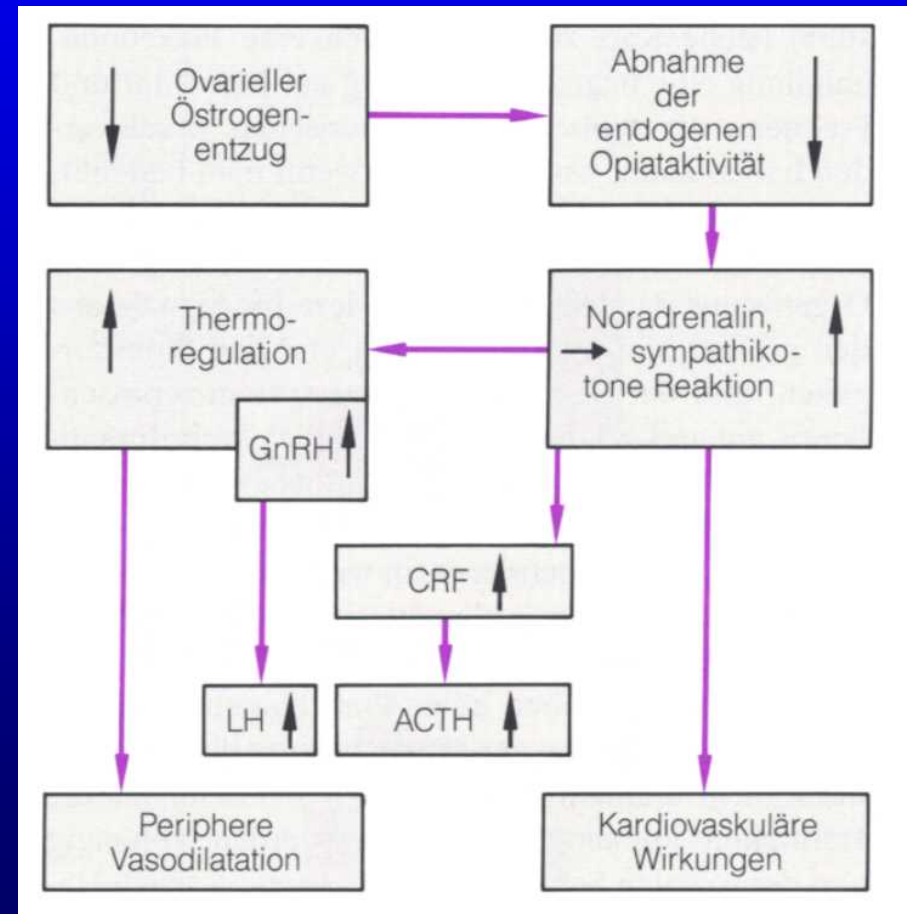 Ovarieller
Östrogen-
entzug
Abnahme
der
endogenen
Opiataktivität
Thermo-
regulation
GnRH
Noradrenalin,
sympathiko-
tone Reaktion
CRF
LH
ACTH
Periphere
Vasodilatation
Kardiovaskuläre
Wirkungen